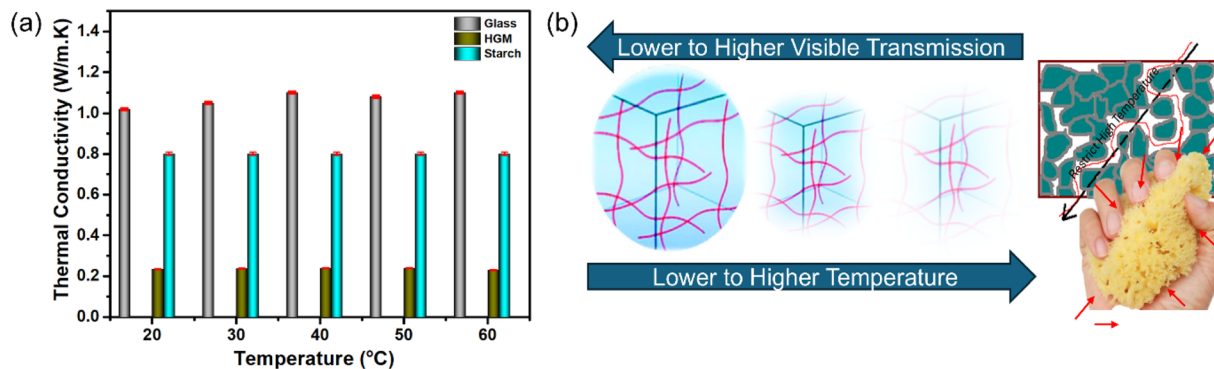 (a)
Thermal Conductivity (W/m.K)
1.4
1.2
1.0
0.8
0.6
0.4
0.2
0.0
Glass
HGM
Starch
20 30 40 50 60
Temperature (°C)
(b)
Lower to Higher Visible Transmission
Lower to Higher Temperature
Restrict High Temperature